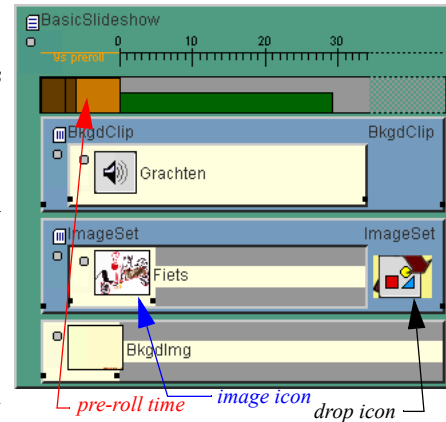 BasicSlideshow
0 10 20 30
9s preroll
BkgdClip BkgdClip
Grachten
ImageSet ImageSet
Fiets
BkgdImg
pre-roll time
image icon
drop icon